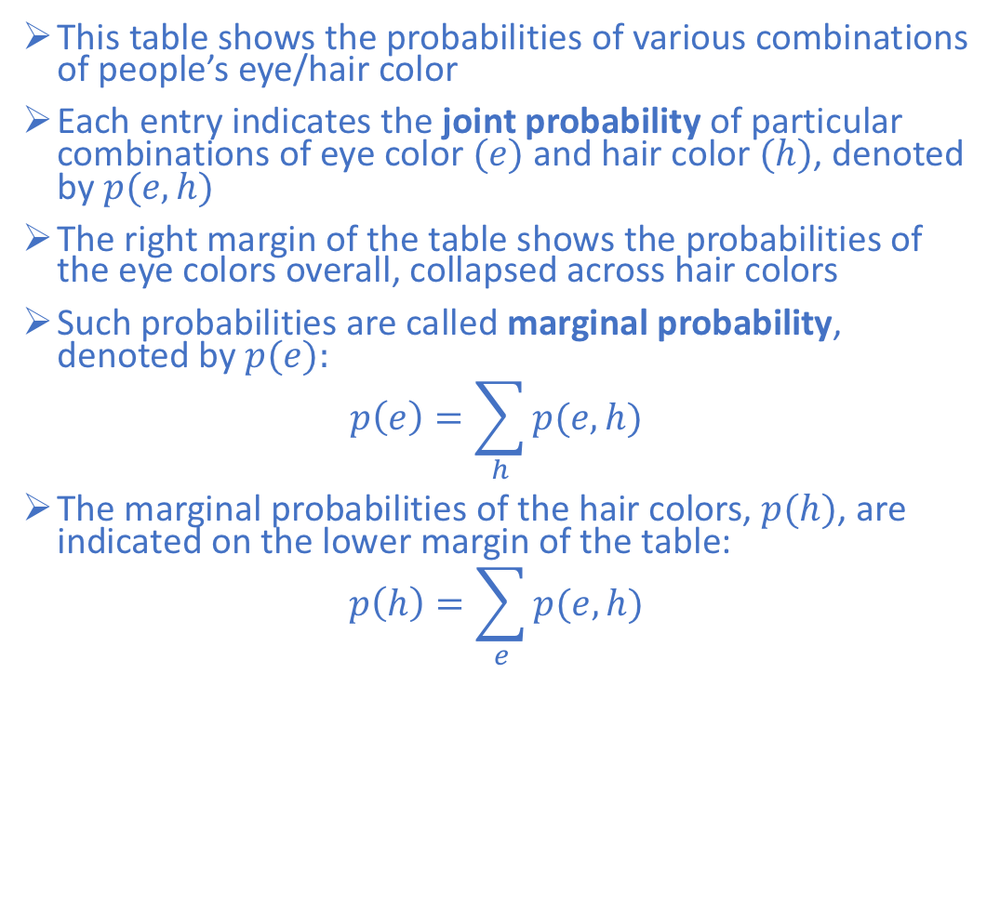 ➢ This table shows the probabilities of various combinations
of people’s eye/hair color
➢ Each entry indicates the joint probability of particular
combinations of eye color (e) and hair color (h), denoted
by p(e, h)
➢ The right margin of the table shows the probabilities of
the eye colors overall, collapsed across hair colors
➢ Such probabilities are called marginal probability,
denoted by p(e):
p(e) = ∑ p(e, h)
h
➢ The marginal probabilities of the hair colors, p(h), are
indicated on the lower margin of the table:
p(h) = ∑ p(e, h)
e